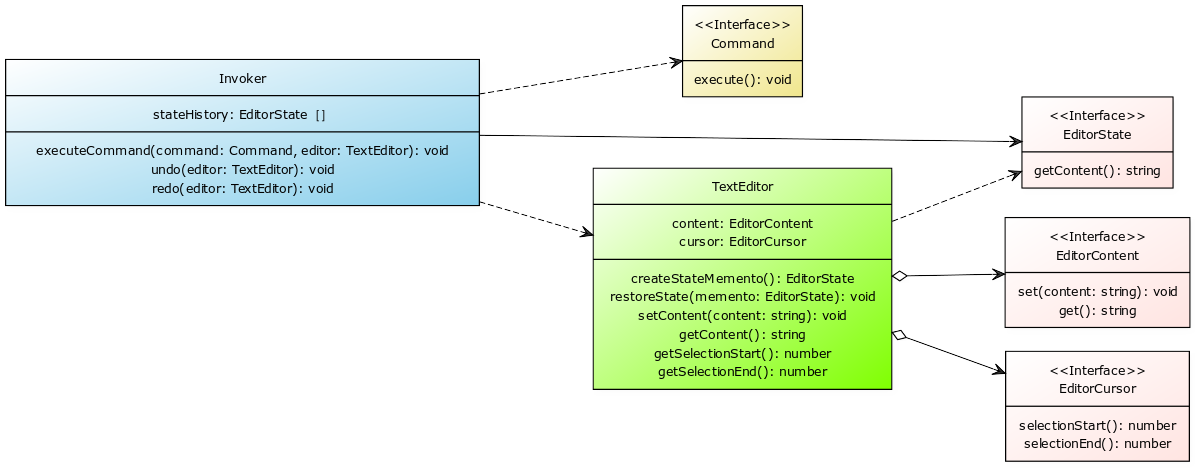 Invoker
stateHistory: EditorState []
executeCommand(command: Command, editor: TextEditor): void
undo(editor: TextEditor): void
redo(editor: TextEditor): void
<<Interface>>
Command
execute(): void
TextEditor
content: EditorContent
cursor: EditorCursor
createStateMemento(): EditorState
restoreState(memento: EditorState): void
setContent(content: string): void
getContent(): string
getSelectionStart(): number
getSelectionEnd(): number
<<Interface>>
EditorState
getContent(): string
<<Interface>>
EditorContent
set(content: string): void
get(): string
<<Interface>>
EditorCursor
selectionStart(): number
selectionEnd(): number